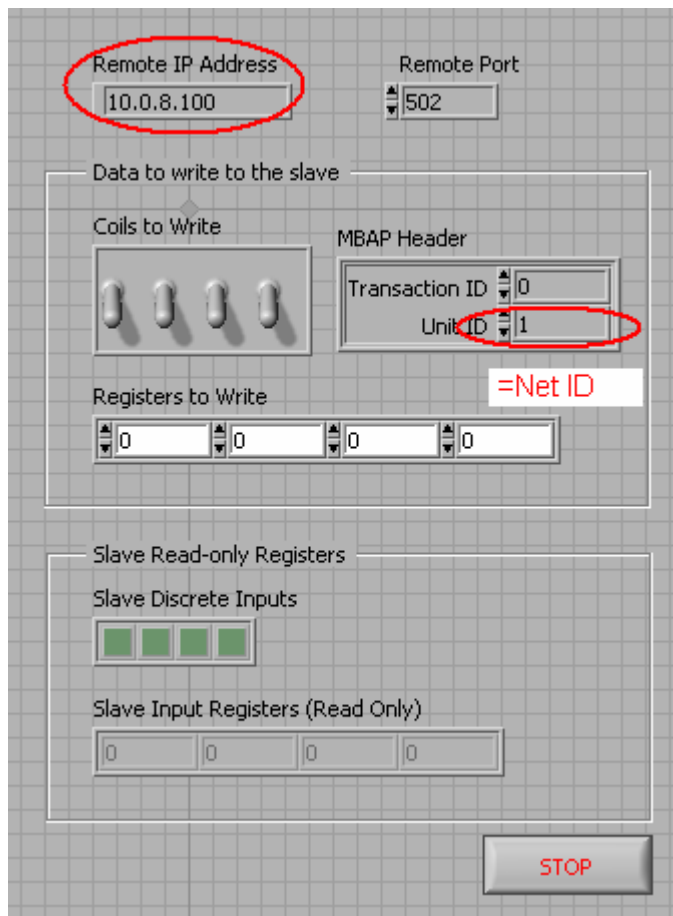 Remote IP Address Remote Port
10.0.8.100 502
Data to write to the slave
Coils to Write
MBAP Header
Transaction ID 0
Unit ID 1
=Net ID
Registers to Write
0 0 0 0
Slave Read-only Registers
Slave Discrete Inputs
Slave Input Registers (Read Only)
0 0 0 0
STOP